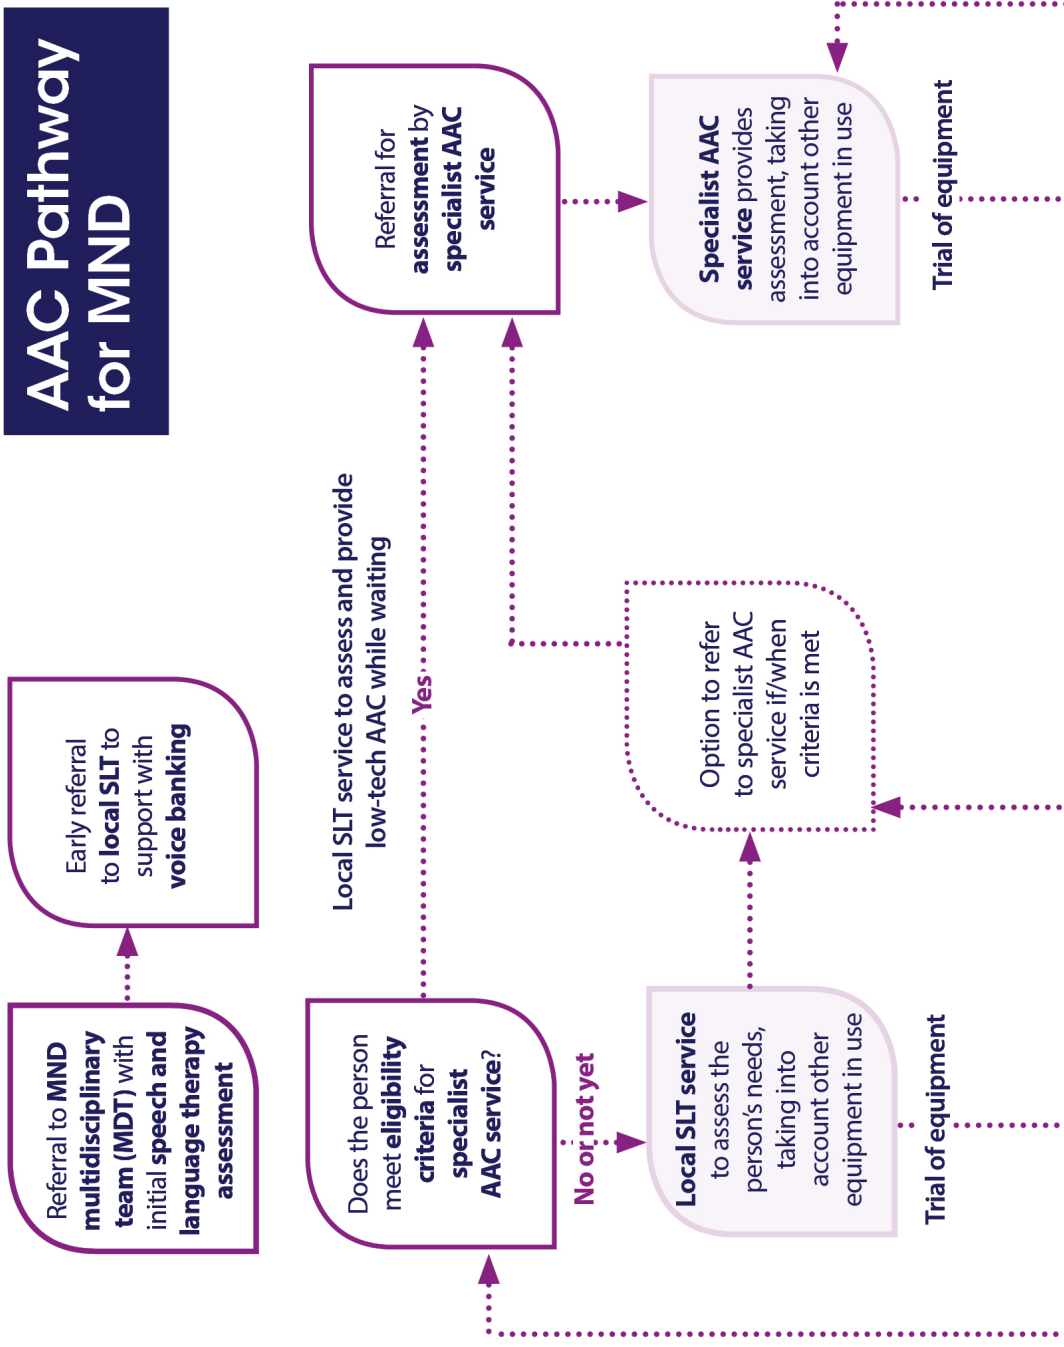 AAC Pathway
for MND
Referral to MND
multidisciplinary
team (MDT) with
initial speech and
language therapy
assessment
Early referral
to local SLT to
support with
voice banking
Does the person
meet eligibility
criteria for
specialist
AAC service?
Local SLT service to assess and provide
low-tech AAC while waiting
Yes
Referral for
assessment by
specialist AAC
service
No or not yet
Local SLT service
to assess the
person's needs,
taking into
account other
equipment in use
Option to refer
to specialist AAC
service if/when
criteria is met
Specialist AAC
service provides
assessment, taking
into account other
equipment in use
Trial of equipment
Trial of equipment